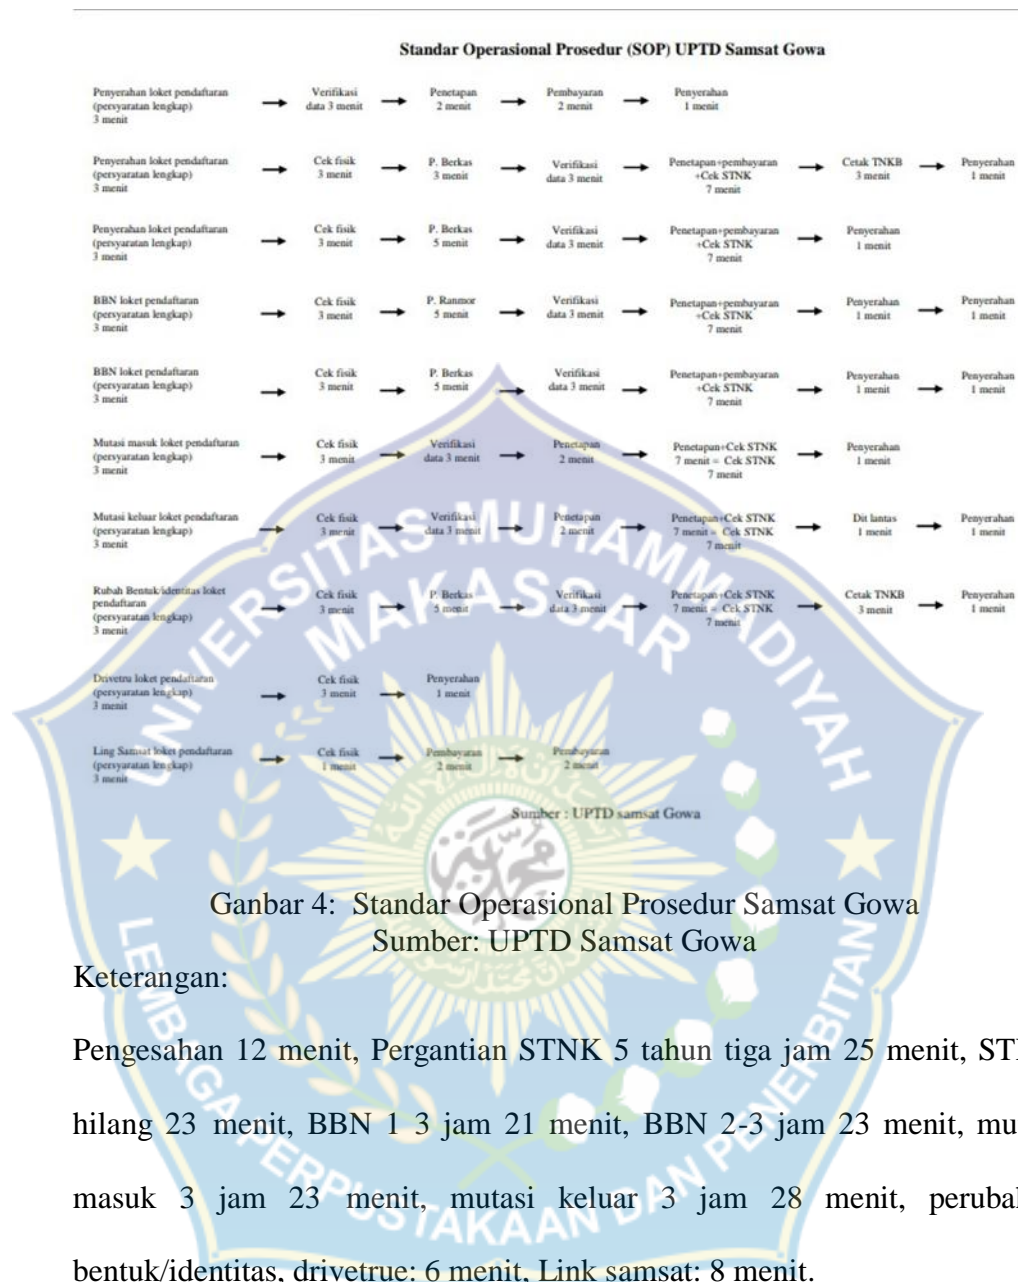 Standar Operasional Prosedur (SOP) UPTD Samsat Gowa
Penyerahan loket pendaftaran (persyaratan lengkap) 3 menit → Verifikasi data 3 menit → Penetapan 2 menit → Pembayaran 2 menit → Penyerahan 1 menit
Penyerahan loket pendaftaran (persyaratan lengkap) 3 menit → Cek fisik 3 menit → P. Berkas 3 menit → Verifikasi data 3 menit → Penetapan+pembayaran +Cek STNK 7 menit → Cetak TNKB 3 menit → Penyerahan 1 menit
Penyerahan loket pendaftaran (persyaratan lengkap) 3 menit → Cek fisik 3 menit → P. Berkas 5 menit → Verifikasi data 3 menit → Penetapan+pembayaran +Cek STNK 7 menit → Penyerahan 1 menit
BBN loket pendaftaran (persyaratan lengkap) 3 menit → Cek fisik 3 menit → P. Ranmor 5 menit → Verifikasi data 3 menit → Penetapan+pembayaran +Cek STNK 7 menit → Penyerahan 1 menit → Penyerahan 1 menit
BBN loket pendaftaran (persyaratan lengkap) 3 menit → Cek fisik 3 menit → P. Berkas 5 menit → Verifikasi data 3 menit → Penetapan+pembayaran +Cek STNK 7 menit → Penyerahan 1 menit → Penyerahan 1 menit
Mutasi masuk loket pendaftaran (persyaratan lengkap) 3 menit → Cek fisik 3 menit → Verifikasi data 3 menit → Penetapan 2 menit → Penetapan+Cek STNK 7 menit = Cek STNK 7 menit → Penyerahan 1 menit
Mutasi keluar loket pendaftaran (persyaratan lengkap) 3 menit → Cek fisik 3 menit → Verifikasi data 3 menit → Penetapan 2 menit → Penetapan+Cek STNK 7 menit = Cek STNK 7 menit → Dit lantas 1 menit → Penyerahan 1 menit
Rubah Bentuk/identitas loket pendaftaran (persyaratan lengkap) 3 menit → Cek fisik 3 menit → P. Berkas 5 menit → Verifikasi data 3 menit → Penetapan+Cek STNK 7 menit = Cek STNK 7 menit → Cetak TNKB 3 menit → Penyerahan 1 menit
Drivetru loket pendaftaran (persyaratan lengkap) 3 menit → Cek fisik 3 menit → Penyerahan 1 menit
Ling Samsat loket pendaftaran (persyaratan lengkap) 3 menit → Cek fisik 1 menit → Pembayaran 2 menit → Pembayaran 2 menit
Sumber : UPTD samsat Gowa
UNIVERSITAS MUHAMMADIYAH
MAKASSAR
LEMBAGA PERPUSTAKAAN DAN PENERBITAN
Ganbar 4: Standar Operasional Prosedur Samsat Gowa
Sumber: UPTD Samsat Gowa
Keterangan:
Pengesahan 12 menit, Pergantian STNK 5 tahun tiga jam 25 menit,
hilang 23 menit, BBN 1 3 jam 21 menit, BBN 2-3 jam 23 menit,
masuk 3 jam 23 menit, mutasi keluar 3 jam 28 menit,
bentuk/identitas, drivetrue: 6 menit, Link samsat: 8 menit.